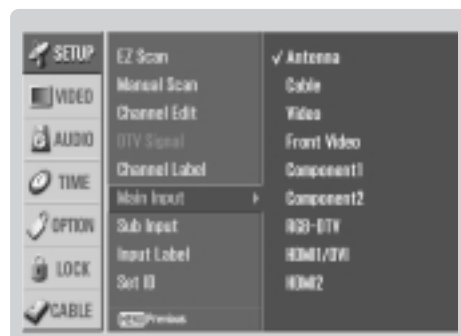 SETUP
VIDEO
AUDIO
TIME
OPTION
LOCK
CABLE
EZ Scan
Manual Scan
Channel Edit
DTV Signal
Channel Label
Main Input
Sub Input
Input Label
Set ID
MENU Previous
✓ Antenna
Cable
Video
Front Video
Component1
Component2
RGB-DTV
HDMI1/DVI
HDMI2